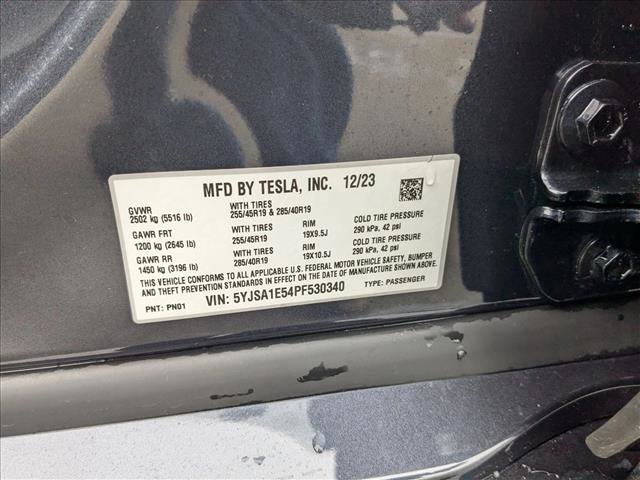 MFD BY TESLA, INC. 12/23
GVWR WITH TIRES
2502 kg (5516 lb) 255/45R19 & 285/40R19
GAWR FRT WITH TIRES RIM COLD TIRE PRESSURE
1200 kg (2645 lb) 255/45R19 19X9.5J 290 kPa, 42 psi
GAWR RR WITH TIRES RIM COLD TIRE PRESSURE
1450 kg (3196 lb) 285/40R19 19X10.5J 290 kPa, 42 psi
THIS VEHICLE CONFORMS TO ALL APPLICABLE U.S. FEDERAL MOTOR VEHICLE SAFETY, BUMPER
AND THEFT PREVENTION STANDARDS IN EFFECT ON THE DATE OF MANUFACTURE SHOWN ABOVE.
PNT: PN01 VIN: 5YJSA1E54PF530340 TYPE: PASSENGER